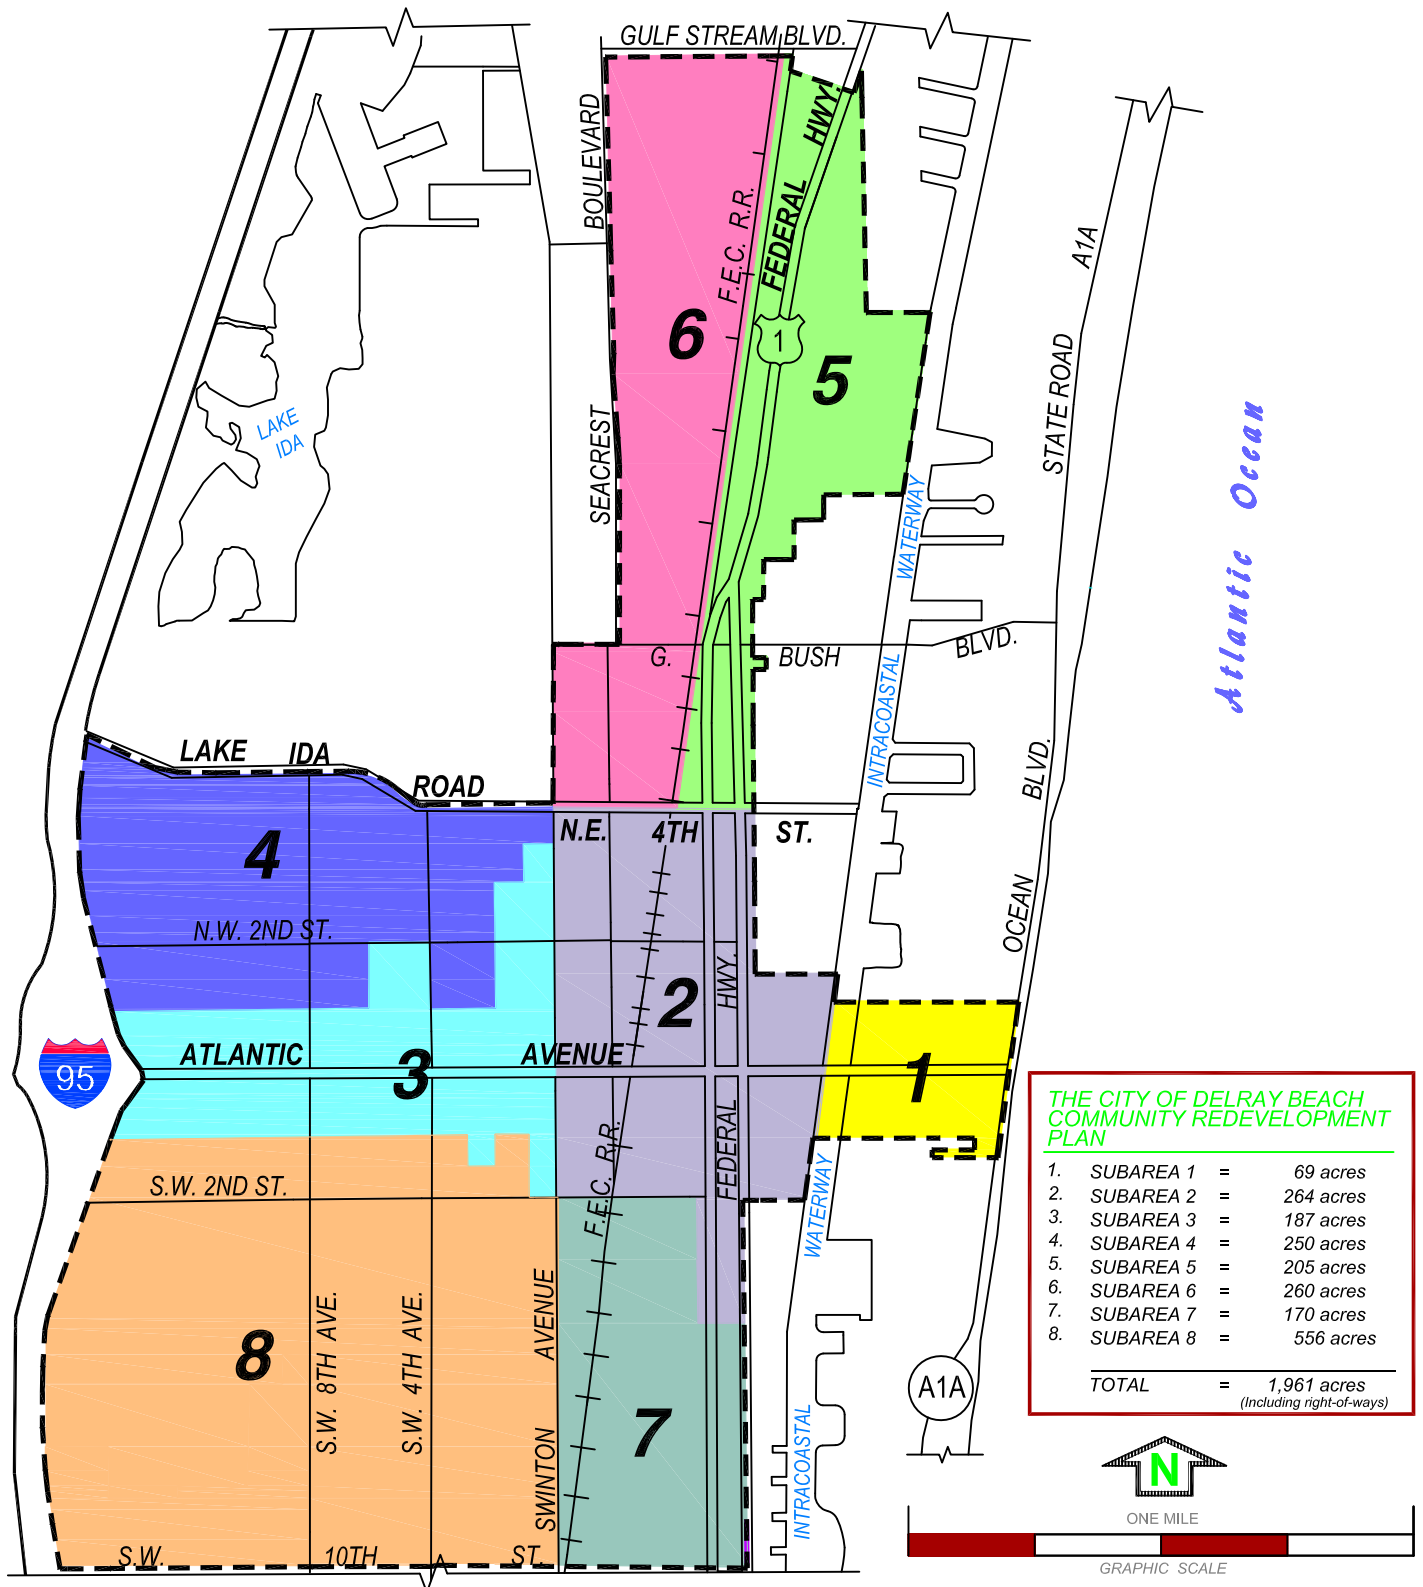 GULF STREAM BLVD.
BOULEVARD
SEACREST
F.E.C. R.R.
FEDERAL HWY.
1
6
5
LAKE
IDA
WATERWAY
INTRACOASTAL
STATE ROAD A1A
Atlantic Ocean
G. BUSH BLVD.
OCEAN BLVD.
LAKE IDA ROAD
N.E. 4TH ST.
4
N.W. 2ND ST.
2
HWY.
FEDERAL
95
ATLANTIC AVENUE
3
1
F.E.C. R.R.
S.W. 2ND ST.
WATERWAY
INTRACOASTAL
8
S.W. 8TH AVE.
S.W. 4TH AVE.
SWINTON AVENUE
7
A1A
S.W. 10TH ST.
THE CITY OF DELRAY BEACH
COMMUNITY REDEVELOPMENT
PLAN
1. SUBAREA 1 = 69 acres
2. SUBAREA 2 = 264 acres
3. SUBAREA 3 = 187 acres
4. SUBAREA 4 = 250 acres
5. SUBAREA 5 = 205 acres
6. SUBAREA 6 = 260 acres
7. SUBAREA 7 = 170 acres
8. SUBAREA 8 = 556 acres
TOTAL = 1,961 acres
(Including right-of-ways)
N
ONE MILE
GRAPHIC SCALE